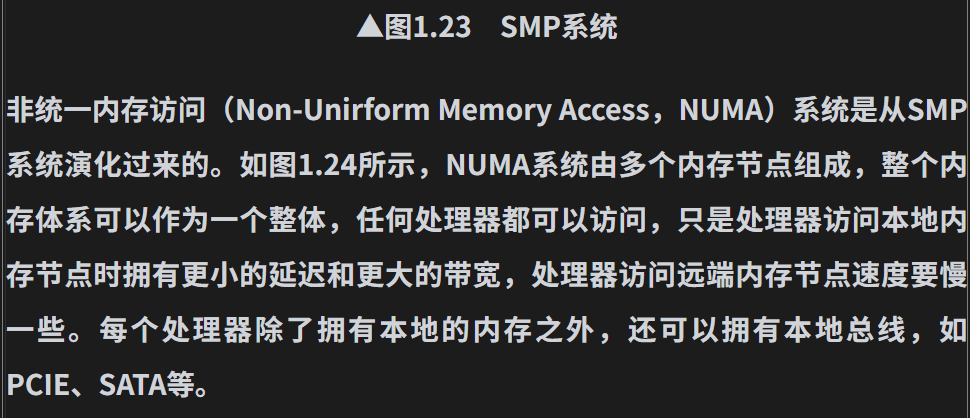 ▲图1.23 SMP系统
非统一内存访问（Non-Unirform Memory Access，NUMA）系统是从SMP
系统演化过来的。如图1.24所示，NUMA系统由多个内存节点组成，整个内
存体系可以作为一个整体，任何处理器都可以访问，只是处理器访问本地内
存节点时拥有更小的延迟和更大的带宽，处理器访问远端内存节点速度要慢
一些。每个处理器除了拥有本地的内存之外，还可以拥有本地总线，如
PCIE、SATA等。